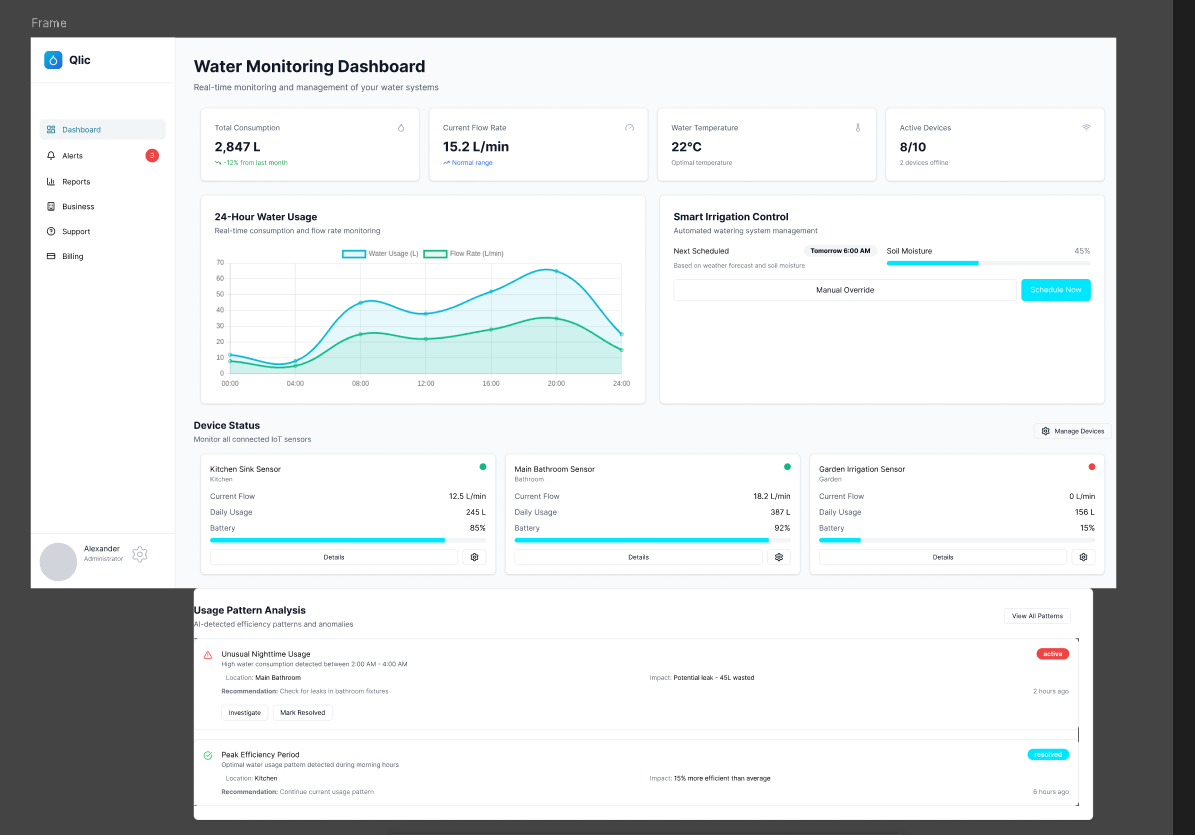 Frame
Qlic
Dashboard
Alerts 3
Reports
Business
Support
Billing
Alexander
Administrator
Water Monitoring Dashboard
Real-time monitoring and management of your water systems
Total Consumption
2,847 L
-12% from last month
Current Flow Rate
15.2 L/min
Normal range
Water Temperature
22°C
Optimal temperature
Active Devices
8/10
2 devices offline
24-Hour Water Usage
Real-time consumption and flow rate monitoring
Water Usage (L) Flow Rate (L/min)
70
60
50
40
30
20
10
0
00:00 04:00 08:00 12:00 16:00 20:00 24:00
Smart Irrigation Control
Automated watering system management
Next Scheduled Tomorrow 6:00 AM
Based on weather forecast and soil moisture
Soil Moisture 45%
Manual Override Schedule Now
Device Status
Monitor all connected IoT sensors
Manage Devices
Kitchen Sink Sensor
Kitchen
Current Flow 12.5 L/min
Daily Usage 245 L
Battery 85%
Details
Main Bathroom Sensor
Bathroom
Current Flow 18.2 L/min
Daily Usage 387 L
Battery 92%
Details
Garden Irrigation Sensor
Garden
Current Flow 0 L/min
Daily Usage 156 L
Battery 15%
Details
Usage Pattern Analysis
AI-detected efficiency patterns and anomalies
View All Patterns
Unusual Nighttime Usage active
High water consumption detected between 2:00 AM - 4:00 AM
Location: Main Bathroom Impact: Potential leak - 45L wasted
Recommendation: Check for leaks in bathroom fixtures 2 hours ago
Investigate Mark Resolved
Peak Efficiency Period resolved
Optimal water usage pattern detected during morning hours
Location: Kitchen Impact: 15% more efficient than average
Recommendation: Continue current usage pattern 6 hours ago